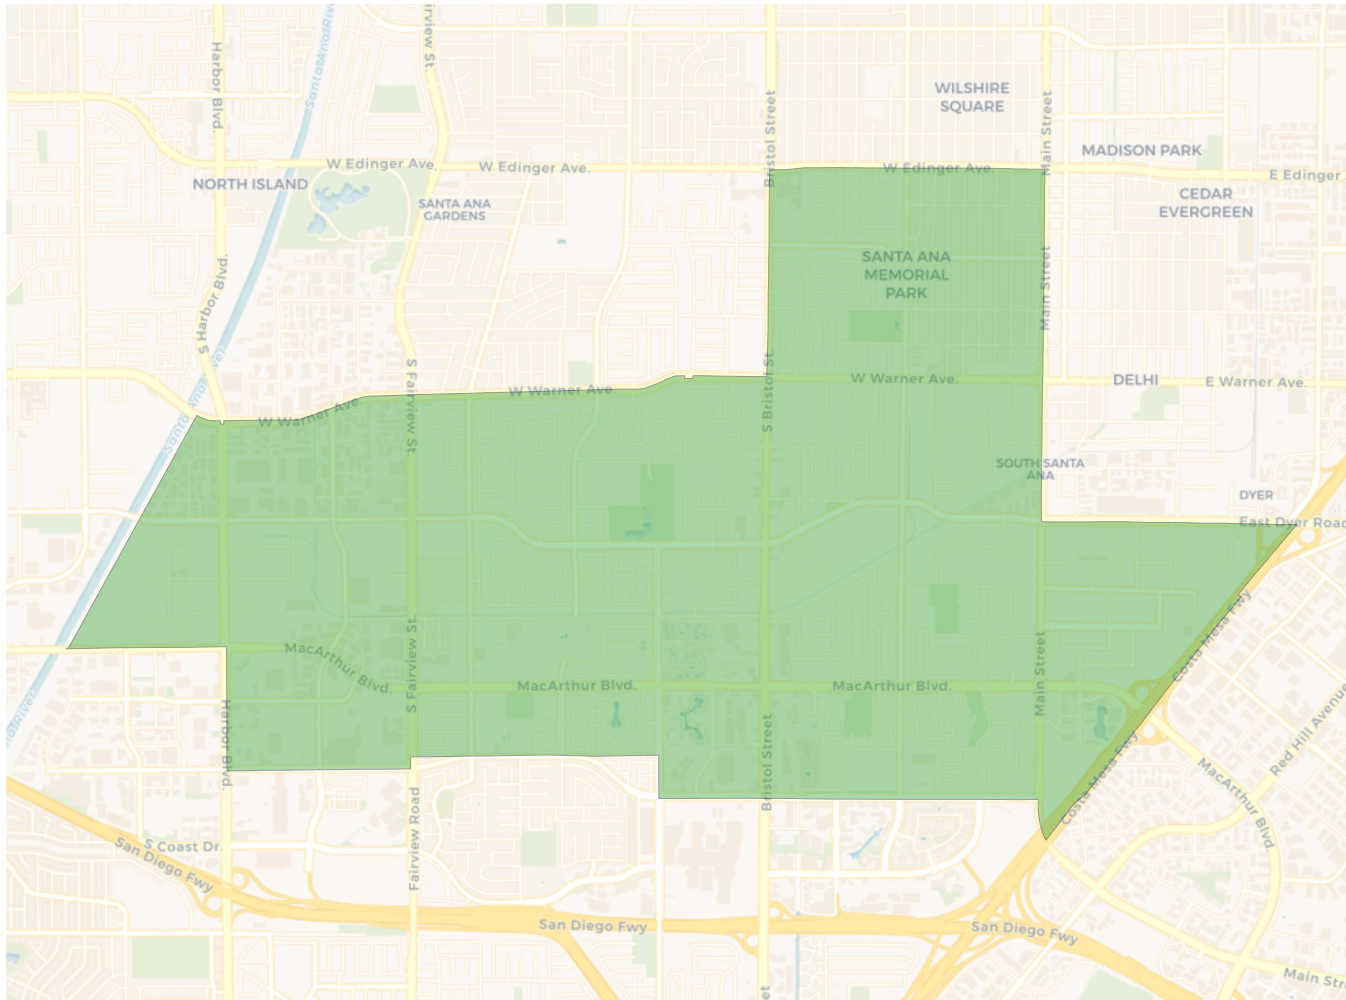 Santa Ana River
Harbor Blvd.
Fairview St.
WILSHIRE
SQUARE
Bristol Street
Main Street
W Edinger Ave.
W Edinger Ave.
W Edinger Ave.
MADISON PARK
E Edinger
NORTH ISLAND
SANTA ANA
GARDENS
CEDAR
EVERGREEN
S Harbor Blvd.
SANTA ANA
MEMORIAL
PARK
Main Street
S Fairview St.
S Bristol St.
W Warner Ave.
W Warner Ave.
W Warner Ave.
DELHI
E Warner Ave.
Santa Ana River
SOUTH SANTA
ANA
DYER
East Dyer Road
Costa Mesa Fwy
MacArthur Blvd.
S Fairview St.
MacArthur Blvd.
MacArthur Blvd.
Main Street
Harbor Blvd.
Bristol Street
Costa Mesa Fwy
Red Hill Avenue
MacArthur Blvd.
Fairview Road
S Coast Dr.
San Diego Fwy
San Diego Fwy
San Diego Fwy
Main Str